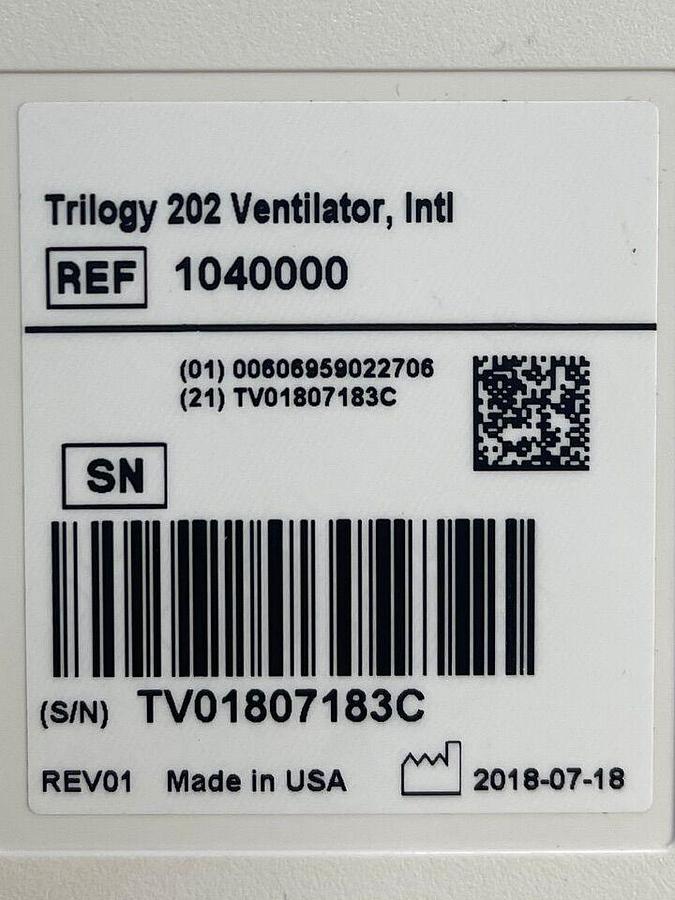 Trilogy 202 Ventilator, Intl
REF 1040000
(01) 00606959022706
(21) TV01807183C
SN
(S/N) TV01807183C
REV01 Made in USA 2018-07-18